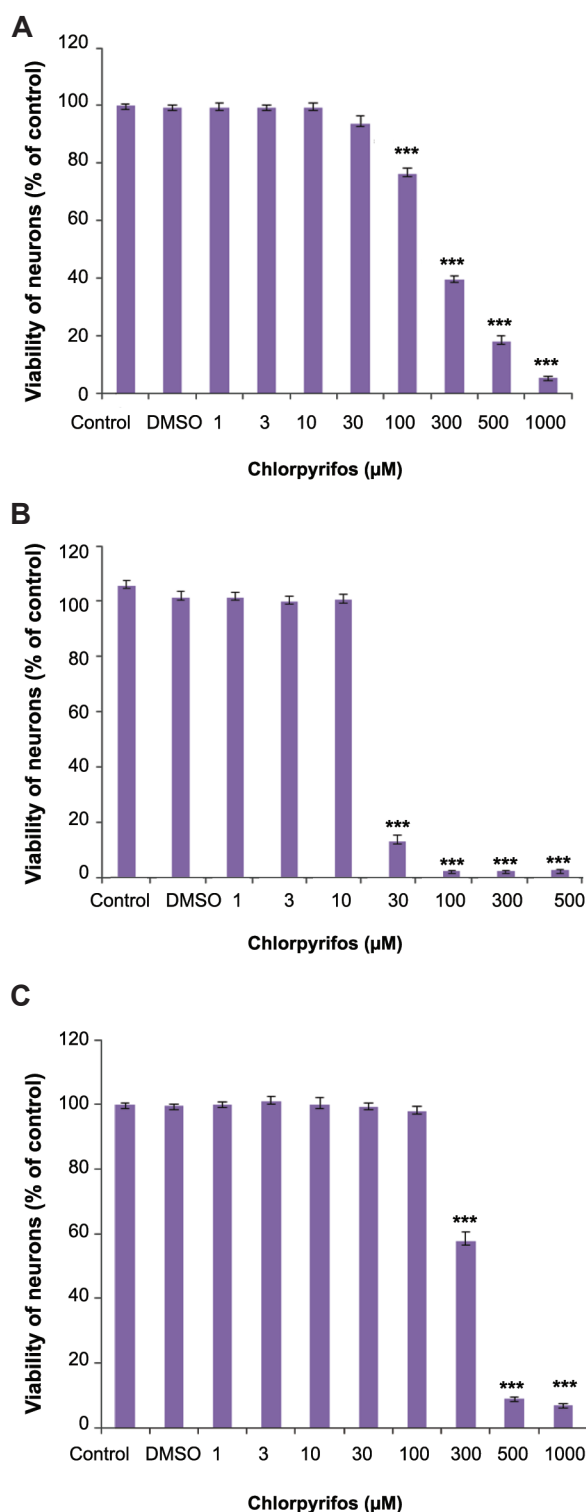 A
Viability of neurons (% of control)
120
100
80
60
40
20
0
***
***
***
***
Control DMSO 1 3 10 30 100 300 500 1000
Chlorpyrifos (µM)
B
Viability of neurons (% of control)
120
100
80
60
40
20
0
***
*** *** ***
Control DMSO 1 3 10 30 100 300 500
Chlorpyrifos (µM)
C
Viability of neurons (% of control)
120
100
80
60
40
20
0
***
*** ***
Control DMSO 1 3 10 30 100 300 500 1000
Chlorpyrifos (µM)